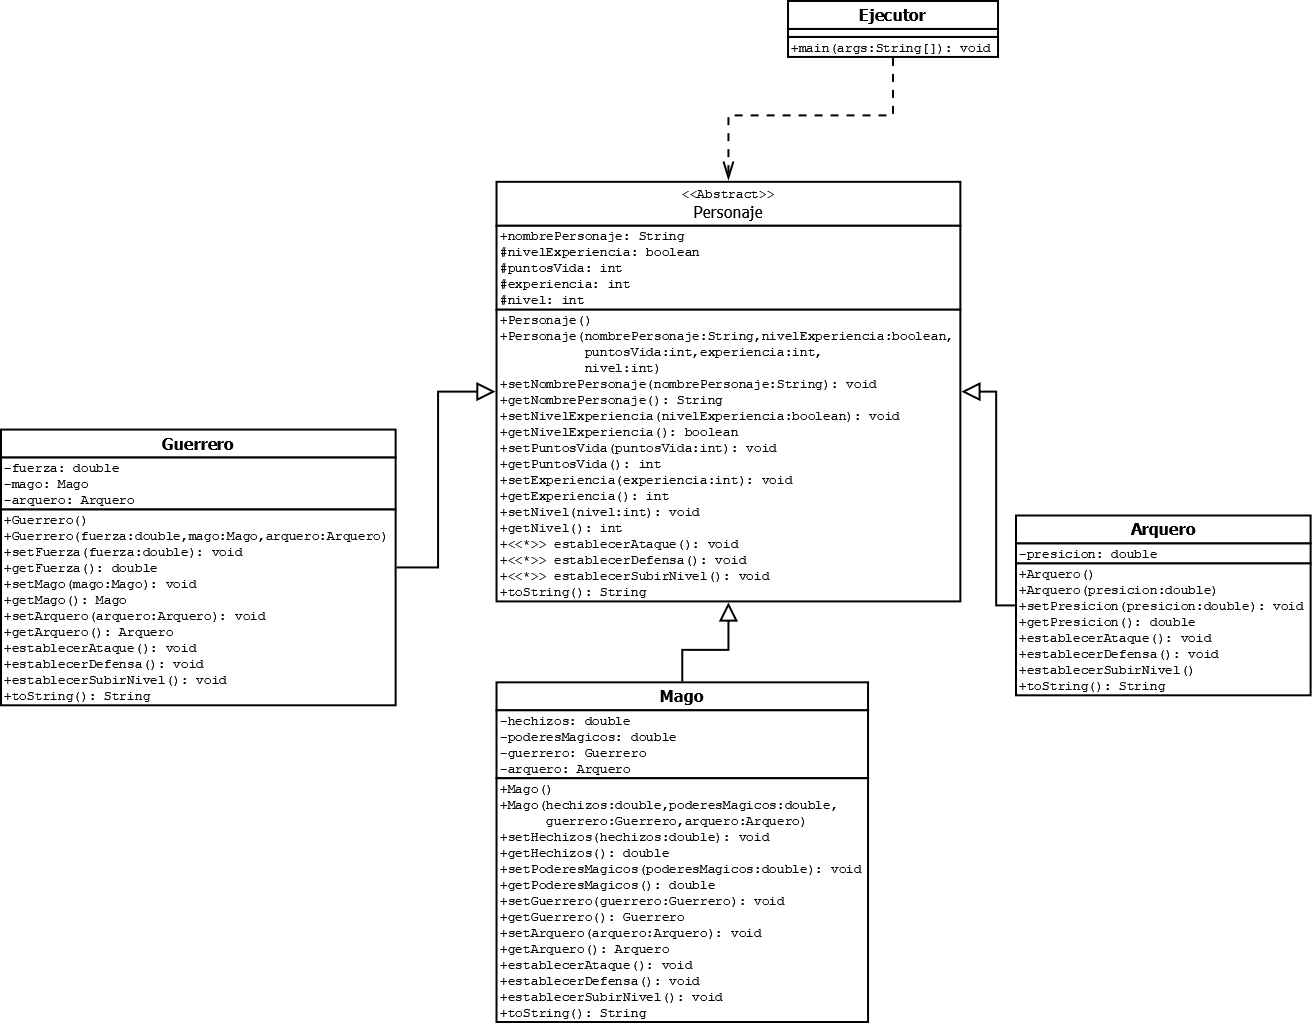 Ejecutor
+main(args:String[]): void
<<Abstract>>
Personaje
+nombrePersonaje: String
#nivelExperiencia: boolean
#puntosVida: int
#experiencia: int
#nivel: int
+Personaje()
+Personaje(nombrePersonaje:String,nivelExperiencia:boolean,
puntosVida:int,experiencia:int,
nivel:int)
+setNombrePersonaje(nombrePersonaje:String): void
+getNombrePersonaje(): String
+setNivelExperiencia(nivelExperiencia:boolean): void
+getNivelExperiencia(): boolean
+setPuntosVida(puntosVida:int): void
+getPuntosVida(): int
+setExperiencia(experiencia:int): void
+getExperiencia(): int
+setNivel(nivel:int): void
+getNivel(): int
+<<*>> establecerAtaque(): void
+<<*>> establecerDefensa(): void
+<<*>> establecerSubirNivel(): void
+toString(): String
Guerrero
-fuerza: double
-mago: Mago
-arquero: Arquero
+Guerrero()
+Guerrero(fuerza:double,mago:Mago,arquero:Arquero)
+setFuerza(fuerza:double): void
+getFuerza(): double
+setMago(mago:Mago): void
+getMago(): Mago
+setArquero(arquero:Arquero): void
+getArquero(): Arquero
+establecerAtaque(): void
+establecerDefensa(): void
+establecerSubirNivel(): void
+toString(): String
Arquero
-presicion: double
+Arquero()
+Arquero(presicion:double)
+setPresicion(presicion:double): void
+getPresicion(): double
+establecerAtaque(): void
+establecerDefensa(): void
+establecerSubirNivel()
+toString(): String
Mago
-hechizos: double
-poderesMagicos: double
-guerrero: Guerrero
-arquero: Arquero
+Mago()
+Mago(hechizos:double,poderesMagicos:double,
guerrero:Guerrero,arquero:Arquero)
+setHechizos(hechizos:double): void
+getHechizos(): double
+setPoderesMagicos(poderesMagicos:double): void
+getPoderesMagicos(): double
+setGuerrero(guerrero:Guerrero): void
+getGuerrero(): Guerrero
+setArquero(arquero:Arquero): void
+getArquero(): Arquero
+establecerAtaque(): void
+establecerDefensa(): void
+establecerSubirNivel(): void
+toString(): String